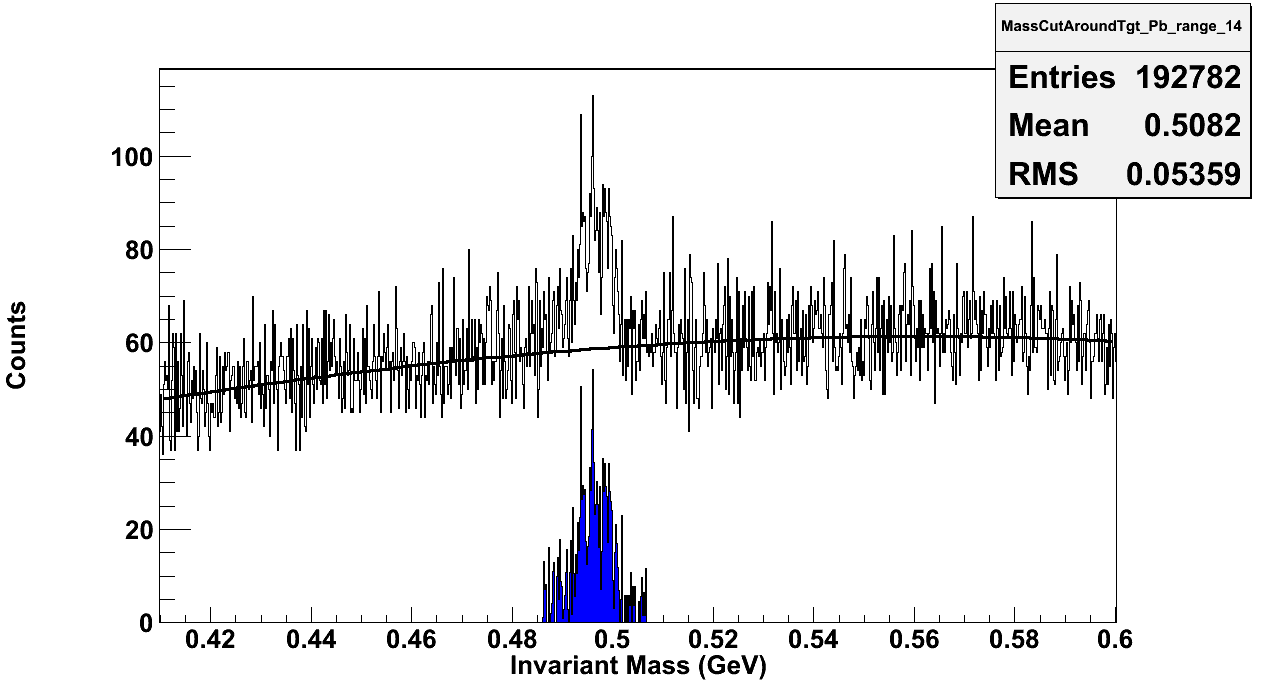 MassCutAroundTgt_Pb_range_14
Entries 192782
Mean 0.5082
RMS 0.05359
100
80
60
40
20
0
Counts
0.42 0.44 0.46 0.48 0.5 0.52 0.54 0.56 0.58 0.6
Invariant Mass (GeV)